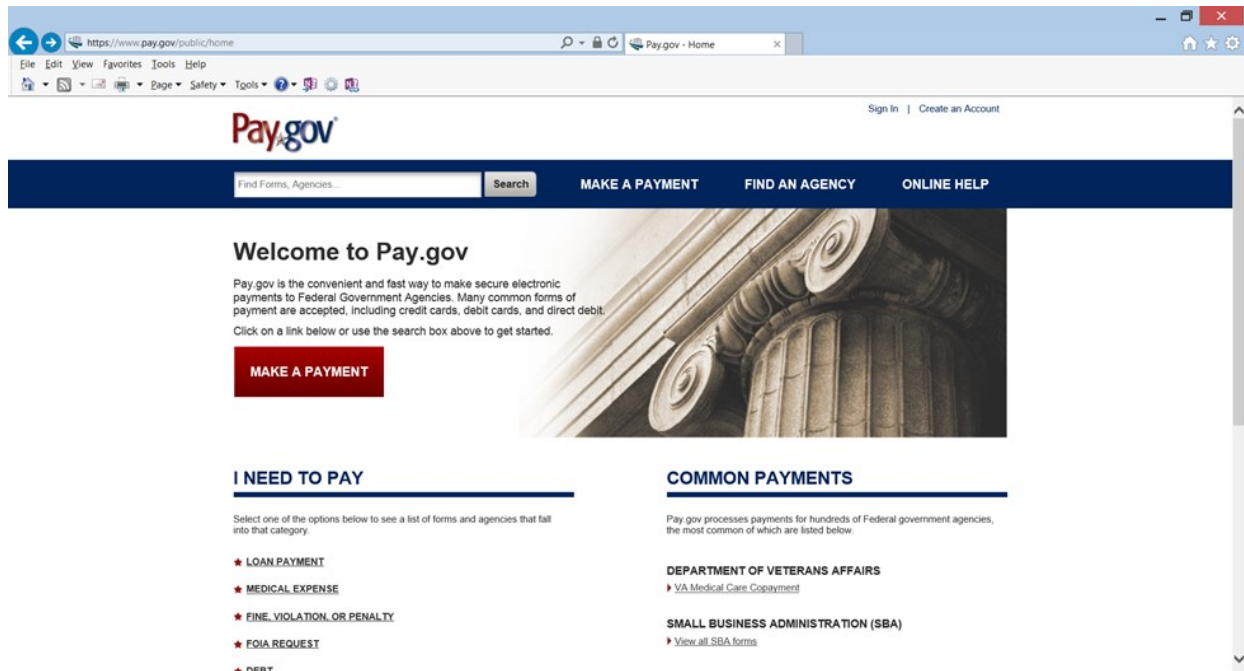 https://www.pay.gov/public/home
Pay.gov - Home
File Edit View Favorites Tools Help
Page Safety Tools
Sign In | Create an Account
Pay.gov
Find Forms, Agencies...
Search
MAKE A PAYMENT
FIND AN AGENCY
ONLINE HELP
Welcome to Pay.gov
Pay.gov is the convenient and fast way to make secure electronic
payments to Federal Government Agencies. Many common forms of
payment are accepted, including credit cards, debit cards, and direct debit.
Click on a link below or use the search box above to get started.
MAKE A PAYMENT
I NEED TO PAY
Select one of the options below to see a list of forms and agencies that fall
into that category.
LOAN PAYMENT
MEDICAL EXPENSE
FINE, VIOLATION, OR PENALTY
FOIA REQUEST
DEBT
COMMON PAYMENTS
Pay.gov processes payments for hundreds of Federal government agencies,
the most common of which are listed below.
DEPARTMENT OF VETERANS AFFAIRS
VA Medical Care Copayment
SMALL BUSINESS ADMINISTRATION (SBA)
View all SBA forms